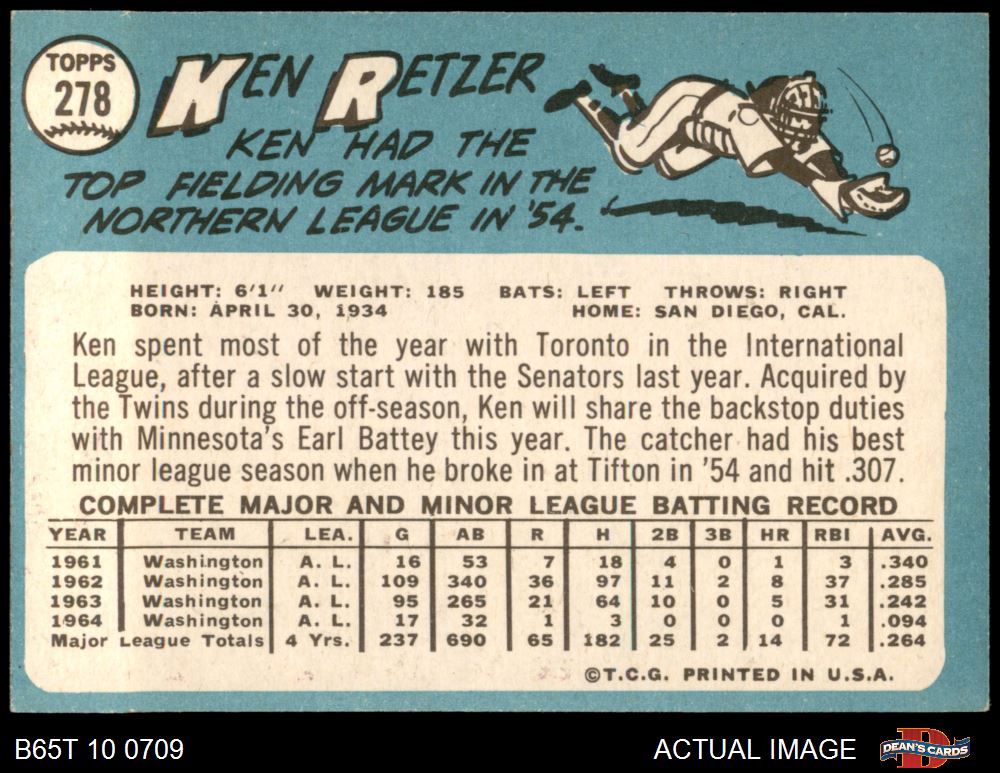 TOPPS
278
KEN RETZER
KEN HAD THE
TOP FIELDING MARK IN THE
NORTHERN LEAGUE IN '54.
HEIGHT: 6'1" WEIGHT: 185 BATS: LEFT THROWS: RIGHT
BORN: APRIL 30, 1934 HOME: SAN DIEGO, CAL.
Ken spent most of the year with Toronto in the International
League, after a slow start with the Senators last year. Acquired by
the Twins during the off-season, Ken will share the backstop duties
with Minnesota's Earl Battey this year. The catcher had his best
minor league season when he broke in at Tifton in '54 and hit .307.
COMPLETE MAJOR AND MINOR LEAGUE BATTING RECORD
YEAR TEAM LEA. G AB R H 2B 3B HR RBI AVG.
1961 Washington A. L. 16 53 7 18 4 0 1 3 .340
1962 Washington A. L. 109 340 36 97 11 2 8 37 .285
1963 Washington A. L. 95 265 21 64 10 0 5 31 .242
1964 Washington A. L. 17 32 1 3 0 0 0 1 .094
Major League Totals 4 Yrs. 237 690 65 182 25 2 14 72 .264
©T.C.G. PRINTED IN U.S.A.
B65T 10 0709 ACTUAL IMAGE
D
DEAN'S CARDS